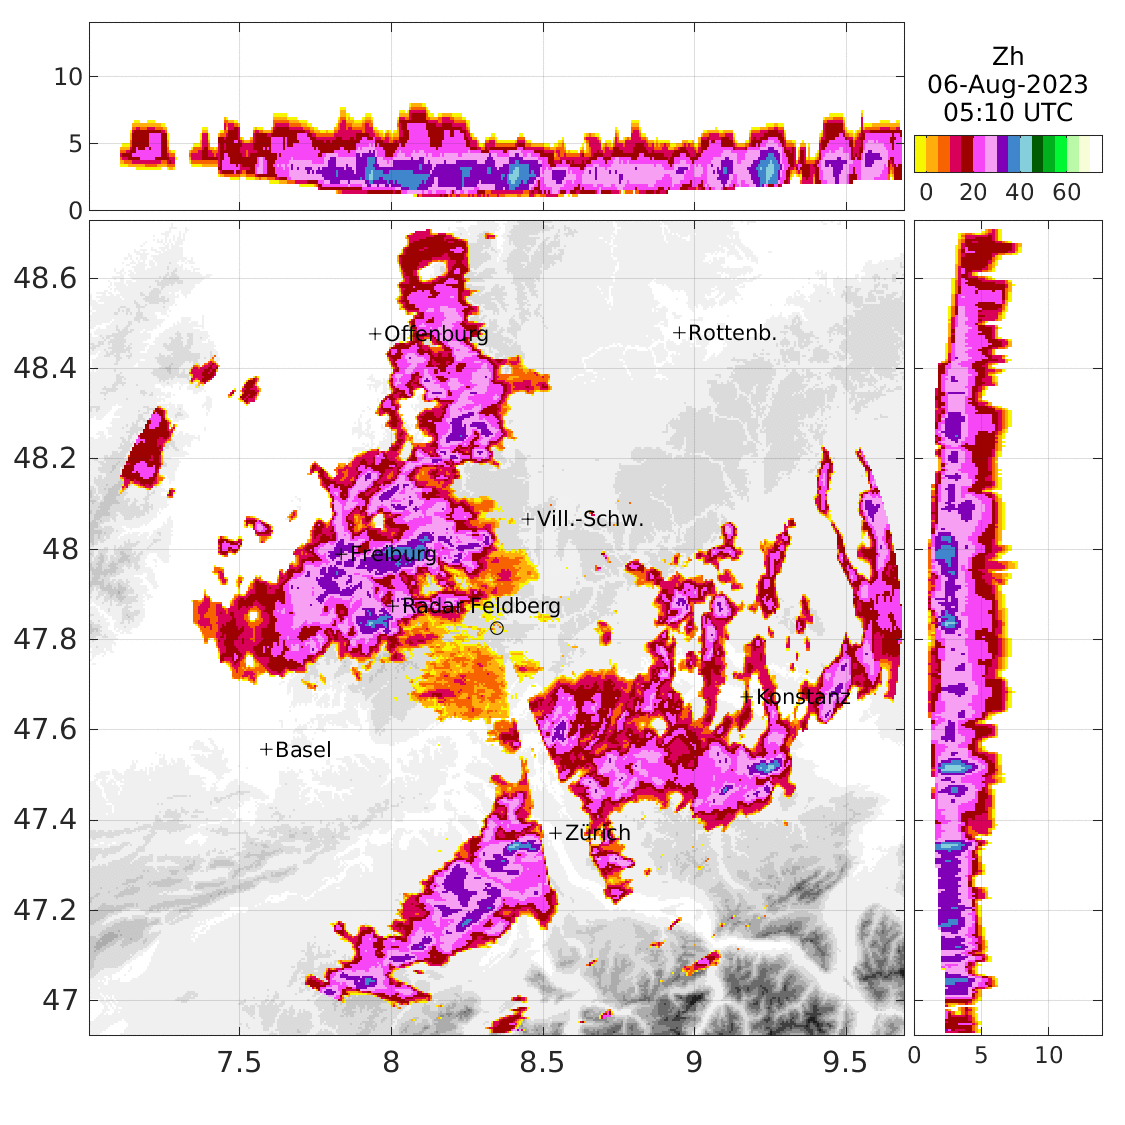 Zh
06-Aug-2023
05:10 UTC
0 20 40 60
10
5
0
48.6
48.4
48.2
48
47.8
47.6
47.4
47.2
47
+Offenburg
+Rottenb.
+Vill.-Schw.
+Freiburg
+Radar Feldberg
+Konstanz
+Basel
+Zürich
7.5 8 8.5 9 9.5
0 5 10